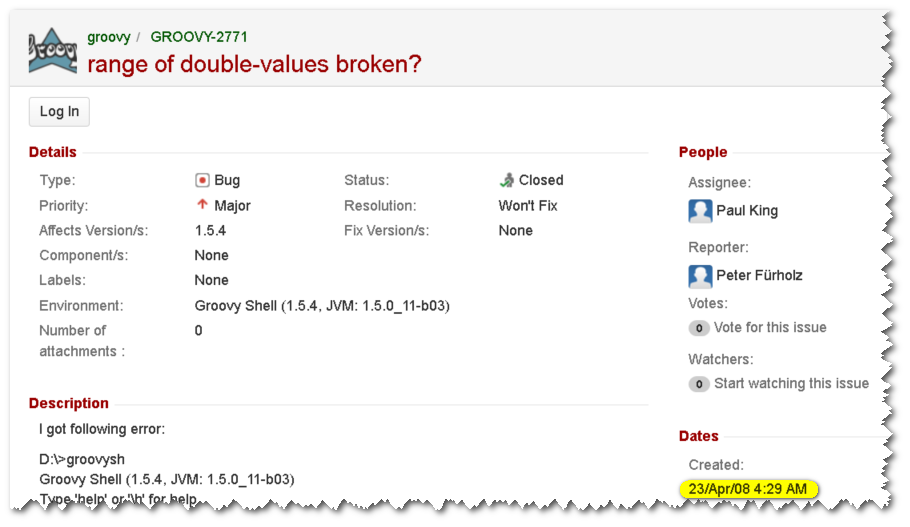 groovy / GROOVY-2771
range of double-values broken?
Log In
Details
Type: Bug Status: Closed
Priority: Major Resolution: Won't Fix
Affects Version/s: 1.5.4 Fix Version/s: None
Component/s: None
Labels: None
Environment: Groovy Shell (1.5.4, JVM: 1.5.0_11-b03)
Number of attachments : 0
Description
I got following error:
D:\>groovysh
Groovy Shell (1.5.4, JVM: 1.5.0_11-b03)
Type 'help' or '\h' for help
People
Assignee:
Paul King
Reporter:
Peter Fürholz
Votes:
0 Vote for this issue
Watchers:
0 Start watching this issue
Dates
Created:
23/Apr/08 4:29 AM